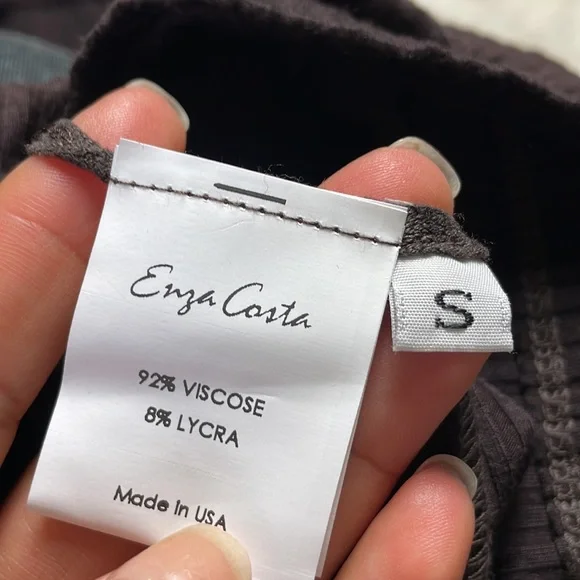 Enza Costa
92% VISCOSE
8% LYCRA
Made In USA
S